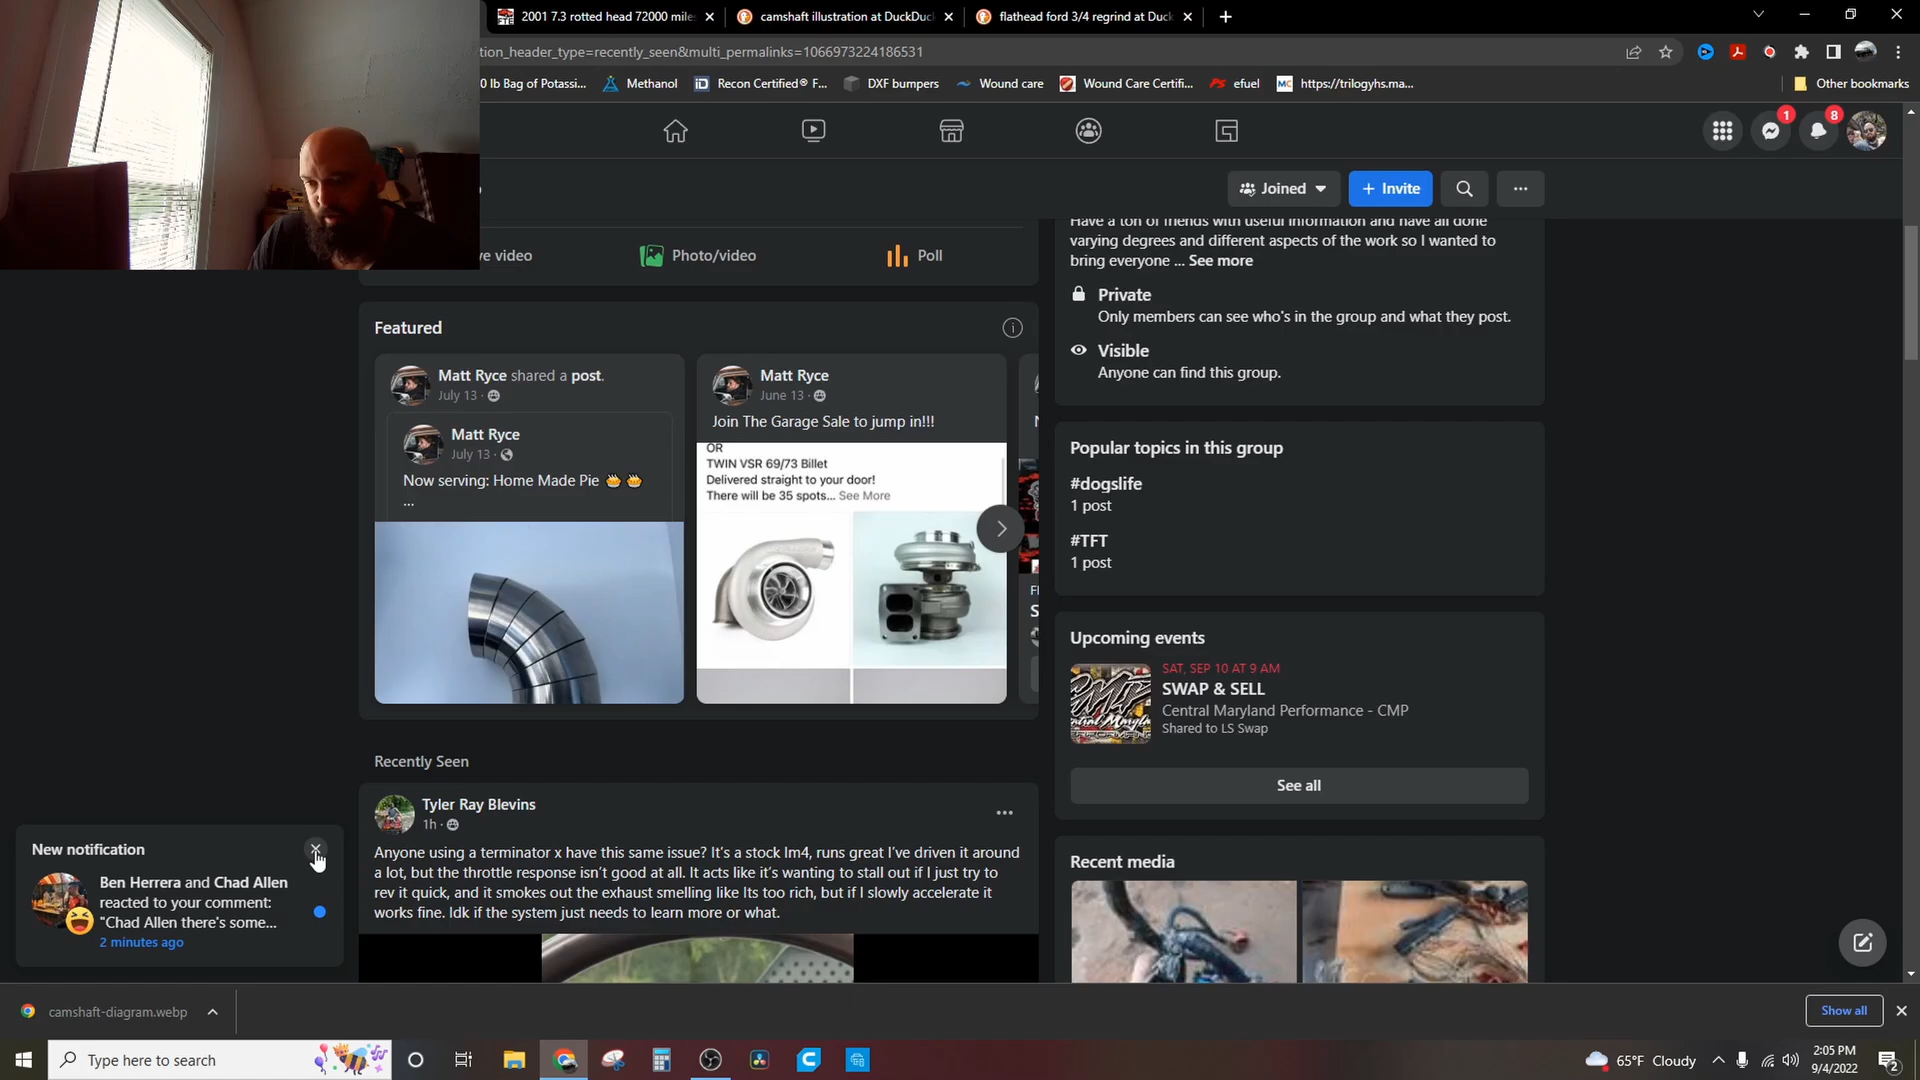 2001 7.3 rotted head 72000 mile
camshaft illustration at DuckDuc
flathead ford 3/4 regrind at Duck
tion_header_type=recently_seen&multi_permalinks=1066973224186531
0 lb Bag of Potassi...
Methanol
Recon Certified® F...
DXF bumpers
Wound care
Wound Care Certifi...
efuel
https://trilogyhs.ma...
Other bookmarks
1
8
Joined
+ Invite
ve video
Photo/video
Poll
Have a ton of friends with useful information and have all done
varying degrees and different aspects of the work so I wanted to
bring everyone ... See more
Private
Only members can see who's in the group and what they post.
Visible
Anyone can find this group.
Featured
Matt Ryce shared a post.
July 13
Matt Ryce
July 13
Now serving: Home Made Pie
...
Matt Ryce
June 13
Join The Garage Sale to jump in!!!
OR
TWIN VSR 69/73 Billet
Delivered straight to your door!
There will be 35 spots... See More
Popular topics in this group
#dogslife
1 post
#TFT
1 post
Upcoming events
SAT, SEP 10 AT 9 AM
SWAP & SELL
Central Maryland Performance - CMP
Shared to LS Swap
See all
Recently Seen
Tyler Ray Blevins
1h
Anyone using a terminator x have this same issue? It's a stock lm4, runs great I've driven it around
a lot, but the throttle response isn't good at all. It acts like it's wanting to stall out if I just try to
rev it quick, and it smokes out the exhaust smelling like Its too rich, but if I slowly accelerate it
works fine. Idk if the system just needs to learn more or what.
Recent media
New notification
Ben Herrera and Chad Allen
reacted to your comment:
"Chad Allen there's some...
2 minutes ago
camshaft-diagram.webp
Show all
Type here to search
65°F Cloudy
2:05 PM
9/4/2022
2